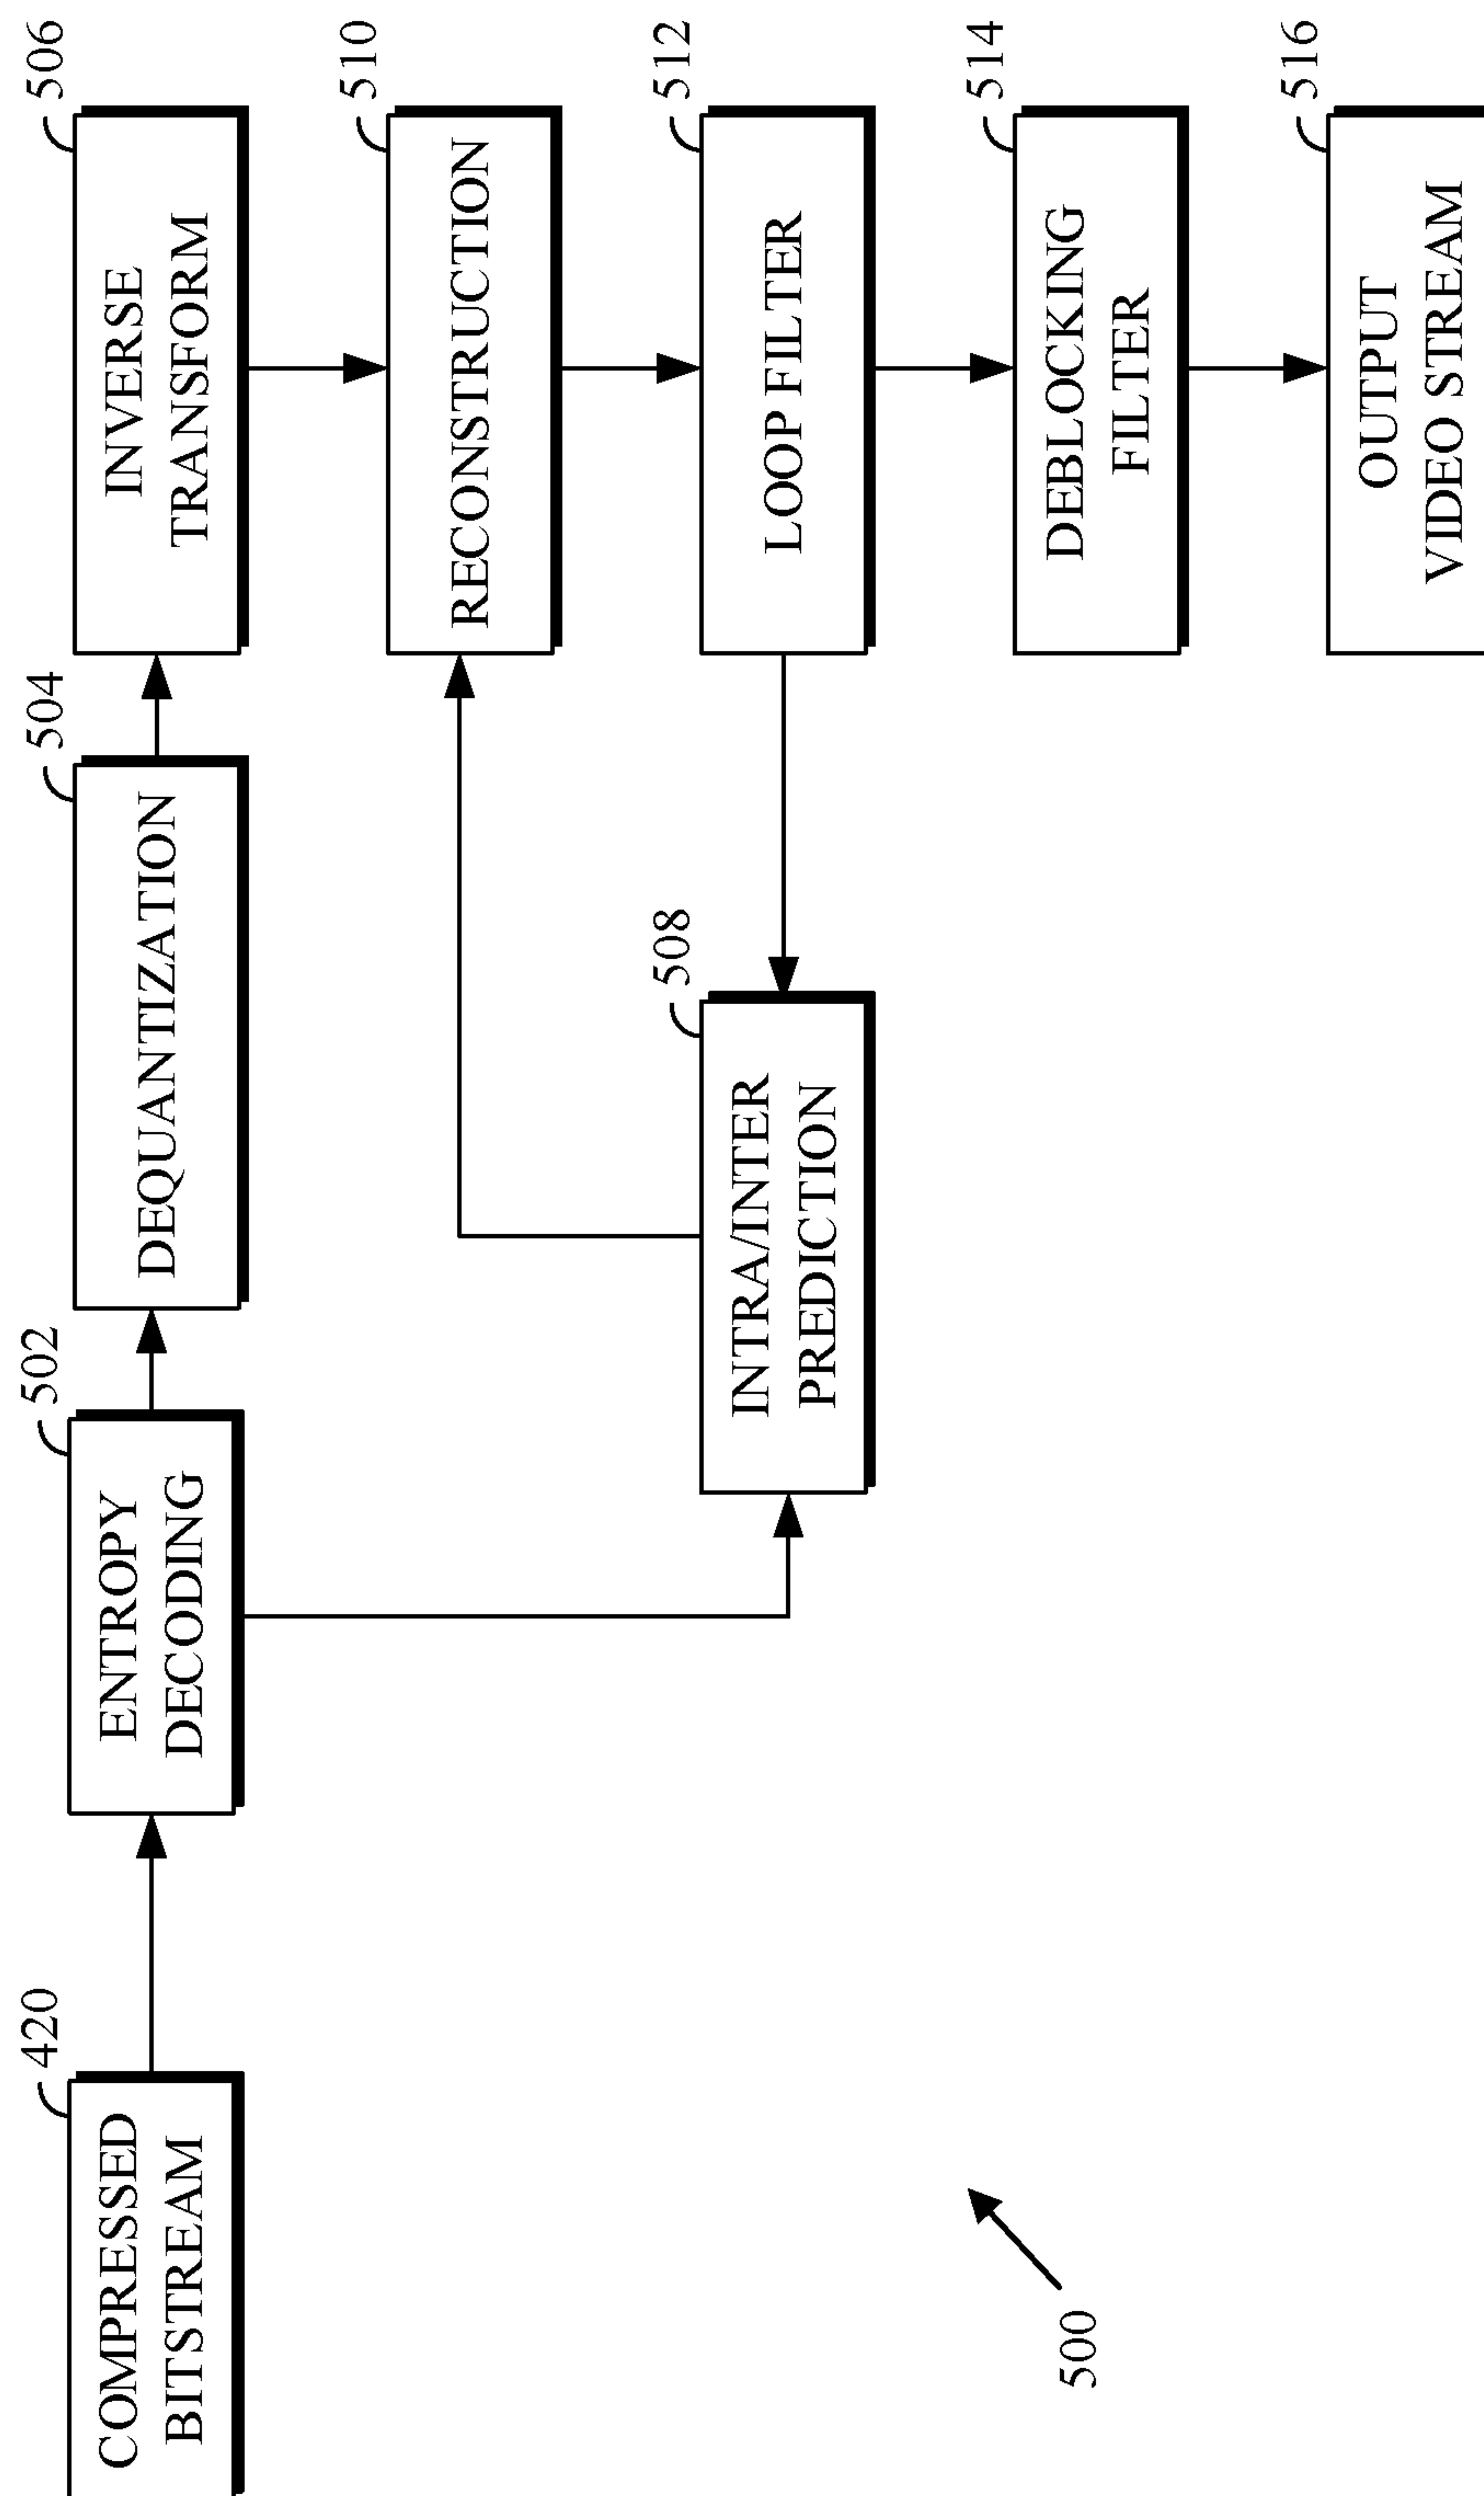 420
COMPRESSED
BITSTREAM
502
ENTROPY
DECODING
504
DEQUANTIZATION
506
INVERSE
TRANSFORM
510
RECONSTRUCTION
508
INTRA/INTER
PREDICTION
512
LOOP FILTER
514
DEBLOCKING
FILTER
516
OUTPUT
VIDEO STREAM
500